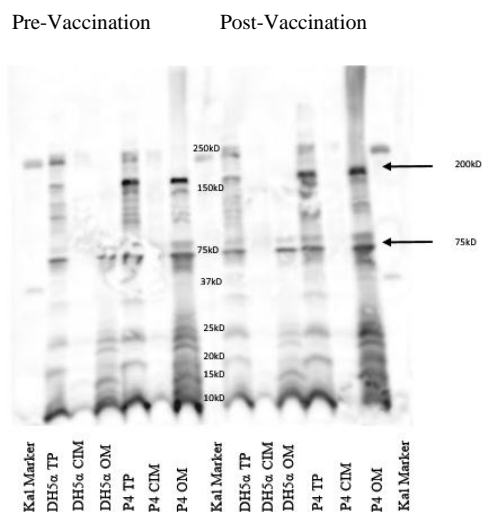 Pre-Vaccination Post-Vaccination
250kD
200kD
150kD
75kD
75kD
37kD
25kD
20kD
15kD
10kD
Kal Marker
DH5α TP
DH5α CIM
DH5α OM
P4 TP
P4 CIM
P4 OM
Kal Marker
DH5α TP
DH5α CIM
DH5α OM
P4 TP
P4 CIM
P4 OM
Kal Marker